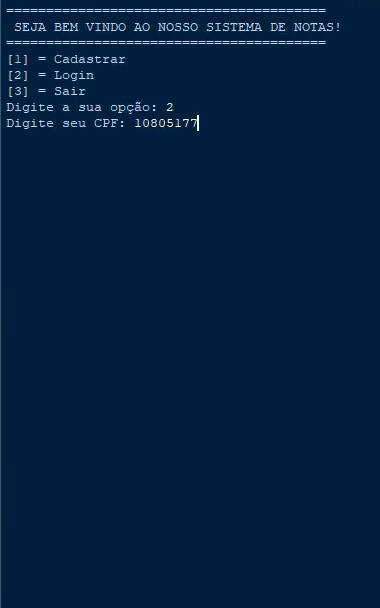 ========================================
SEJA BEM VINDO AO NOSSO SISTEMA DE NOTAS!
========================================
[1] = Cadastrar
[2] = Login
[3] = Sair
Digite a sua opção: 2
Digite seu CPF: 10805177